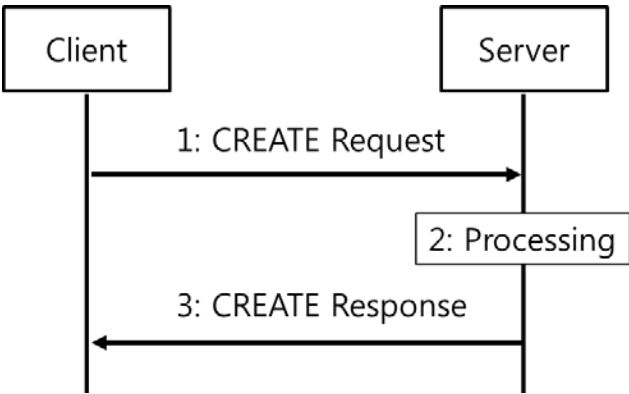 Client
Server
1: CREATE Request
2: Processing
3: CREATE Response